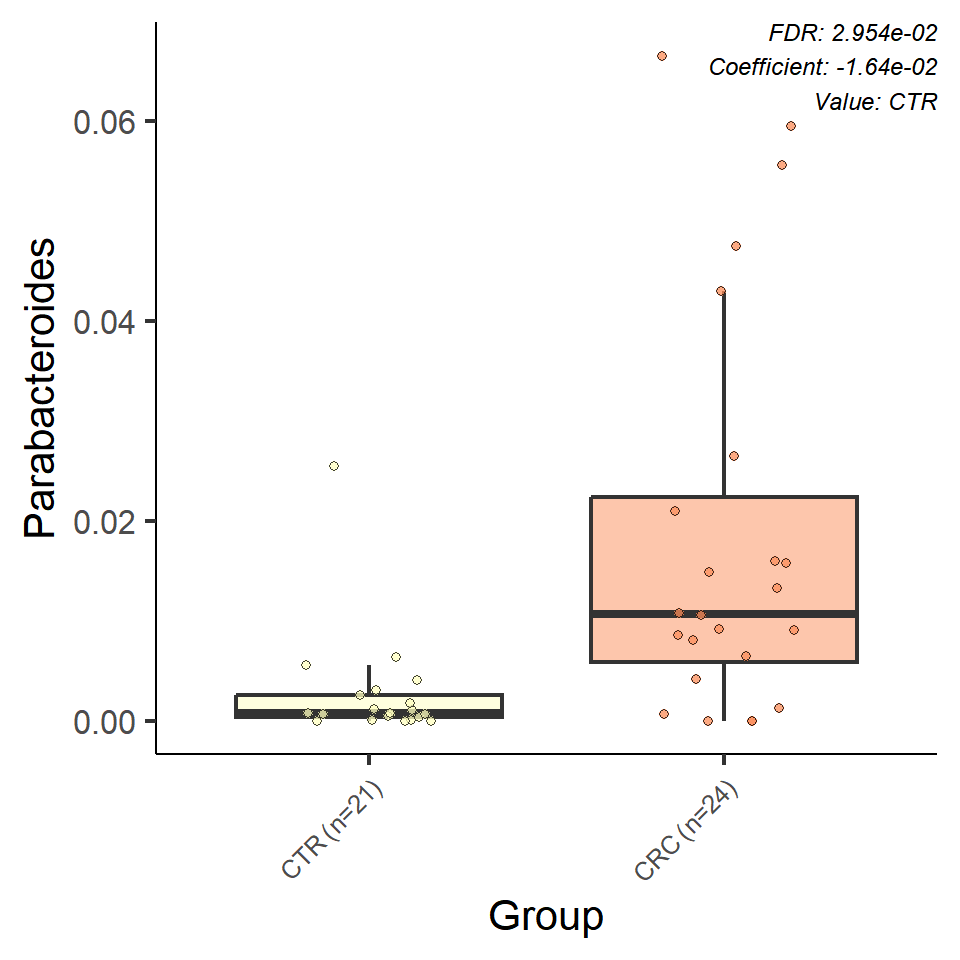 FDR: 2.954e-02
Coefficient: -1.64e-02
Value: CTR
Parabacteroides
0.06
0.04
0.02
0.00
CTR (n=21)
CRC (n=24)
Group